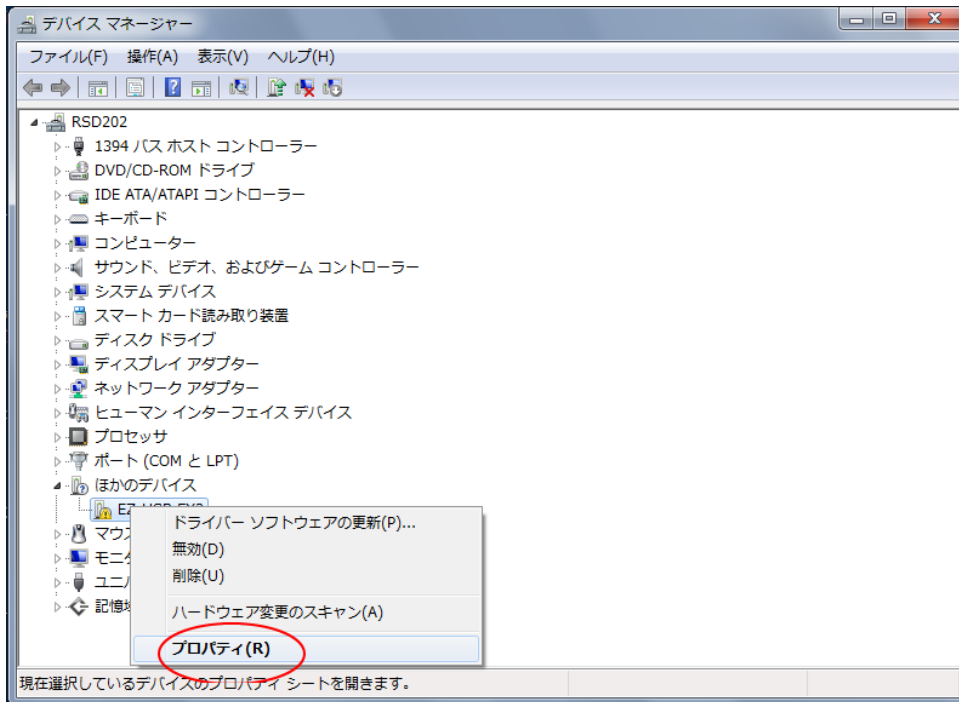 デバイス マネージャー
ファイル(F) 操作(A) 表示(V) ヘルプ(H)
RSD202
1394 バス ホスト コントローラー
DVD/CD-ROM ドライブ
IDE ATA/ATAPI コントローラー
キーボード
コンピューター
サウンド、ビデオ、およびゲーム コントローラー
システム デバイス
スマート カード読み取り装置
ディスク ドライブ
ディスプレイ アダプター
ネットワーク アダプター
ヒューマン インターフェイス デバイス
プロセッサ
ポート (COM と LPT)
ほかのデバイス
ドライバー ソフトウェアの更新(P)...
マウ
無効(D)
モニ
削除(U)
ユニ
記憶
ハードウェア変更のスキャン(A)
プロパティ(R)
現在選択しているデバイスのプロパティ シートを開きます。